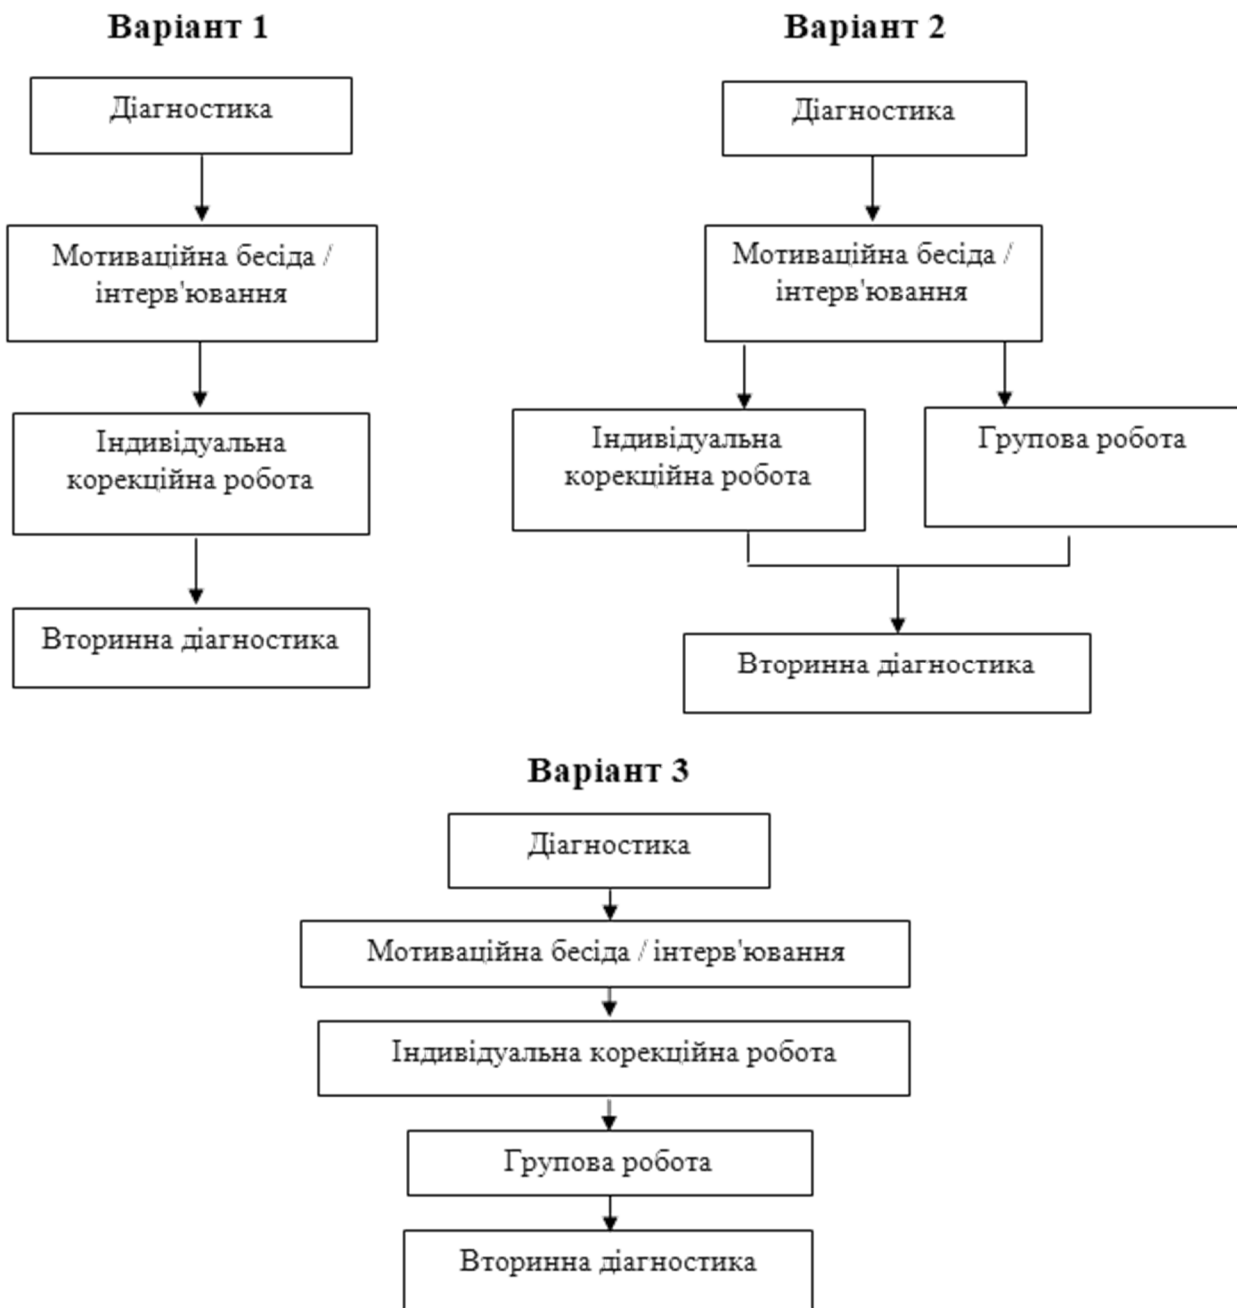 Варіант 1
Діагностика
Мотиваційна бесіда /
інтерв'ювання
Індивідуальна
корекційна робота
Вторинна діагностика
Варіант 2
Діагностика
Мотиваційна бесіда /
інтерв'ювання
Індивідуальна
корекційна робота
Групова робота
Вторинна діагностика
Варіант 3
Діагностика
Мотиваційна бесіда / інтерв'ювання
Індивідуальна корекційна робота
Групова робота
Вторинна діагностика